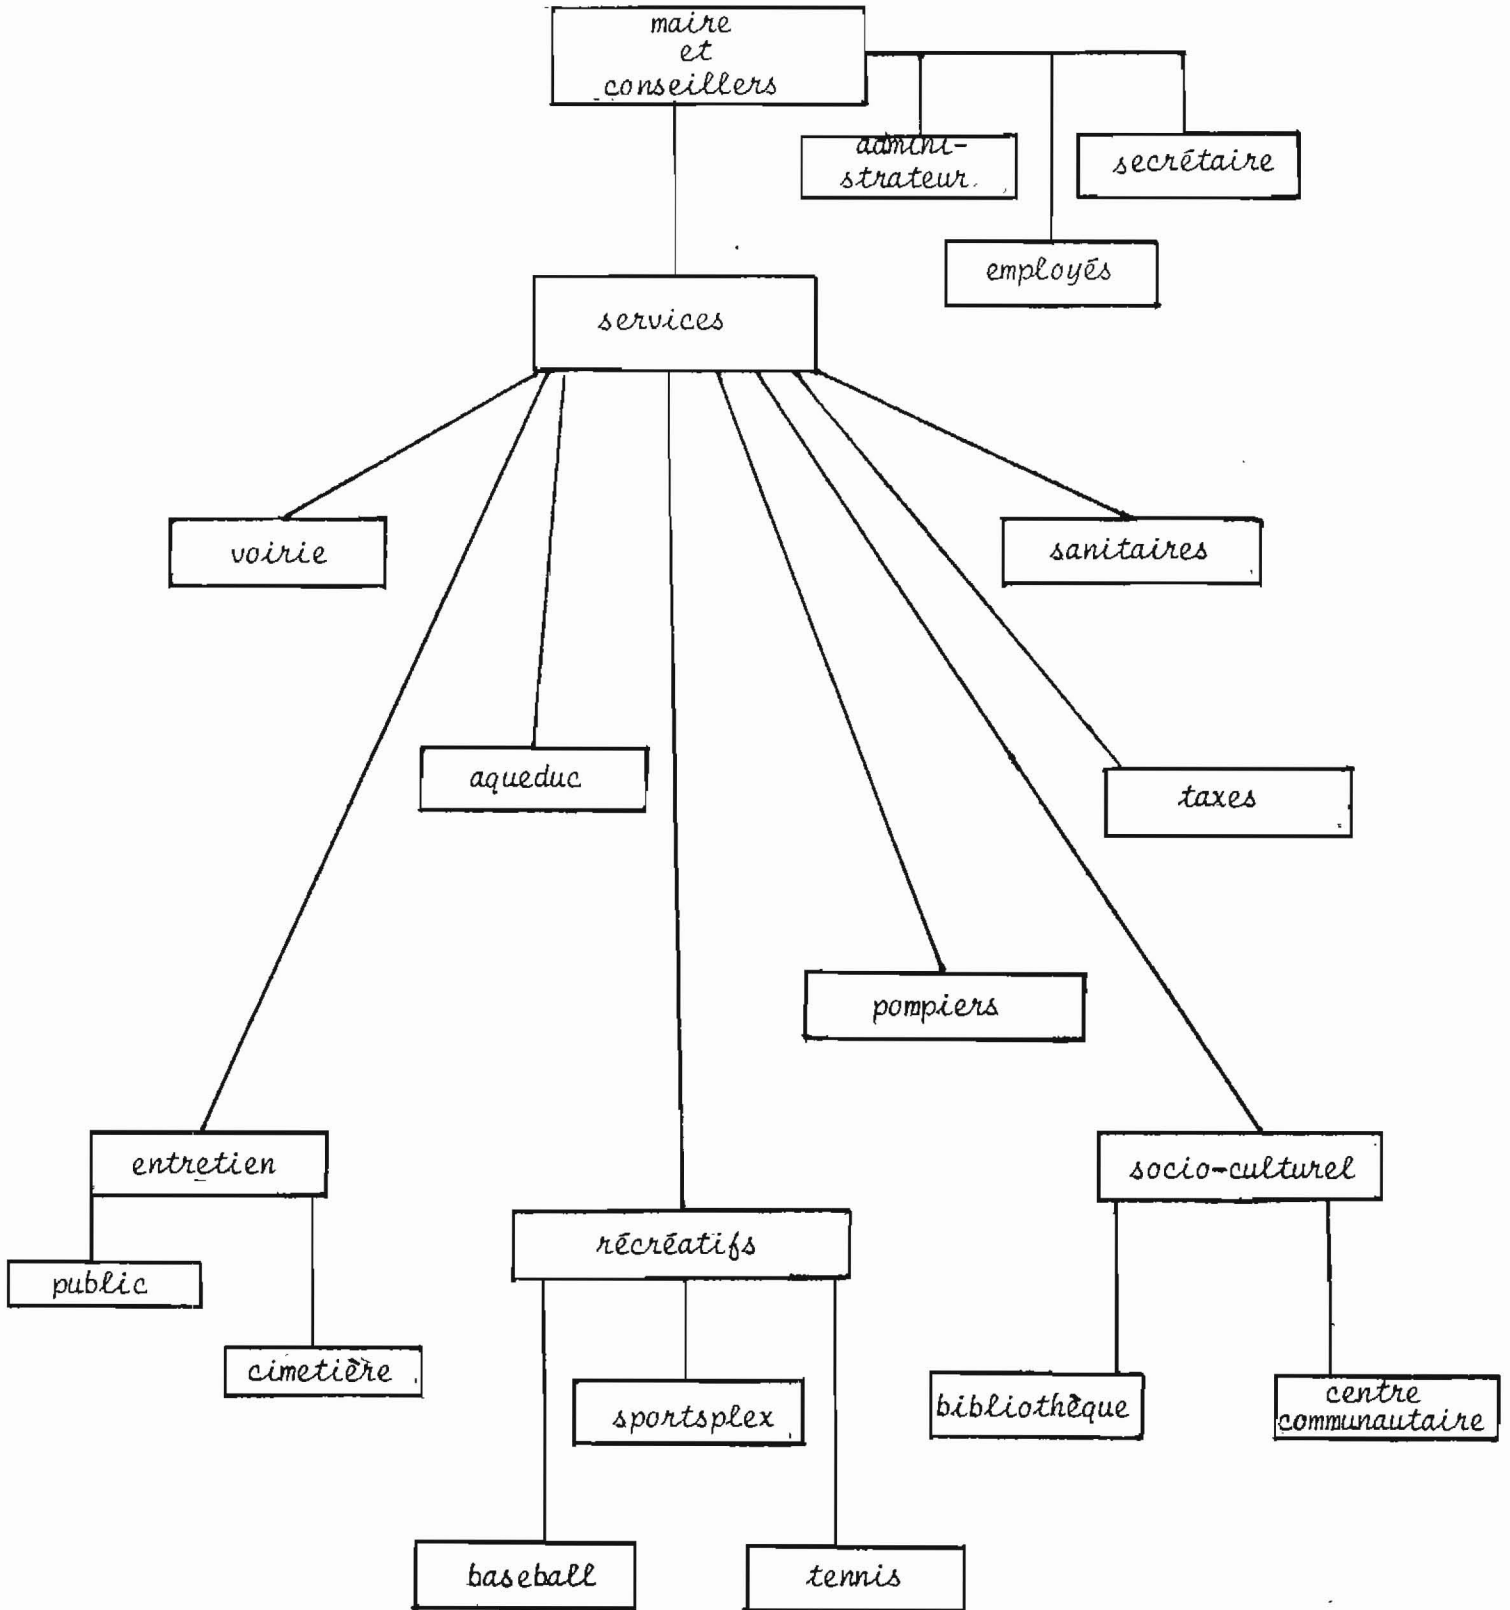 maire
et
conseillers
admini-
strateur
secrétaire
employés
services
voirie
sanitaires
aqueduc
taxes
pompiers
entretien
socio-culturel
récréatifs
public
cimetière
sportsplex
bibliothèque
centre
communautaire
baseball
tennis